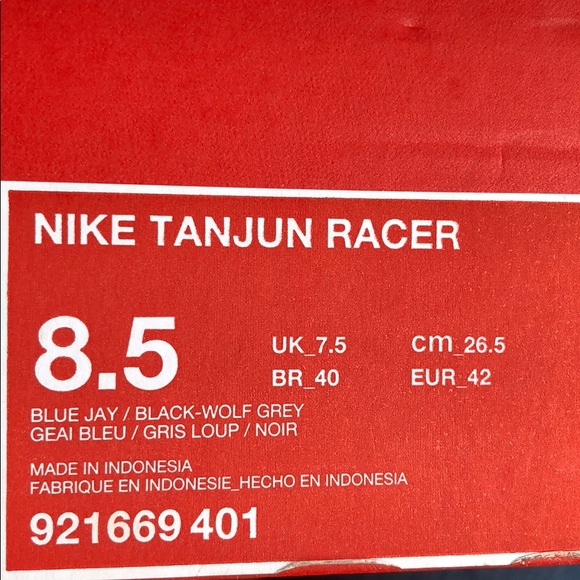 NIKE TANJUN RACER
8.5
UK_7.5 cm_26.5
BR_40 EUR_42
BLUE JAY / BLACK-WOLF GREY
GEAI BLEU / GRIS LOUP / NOIR
MADE IN INDONESIA
FABRIQUE EN INDONESIE_HECHO EN INDONESIA
921669 401